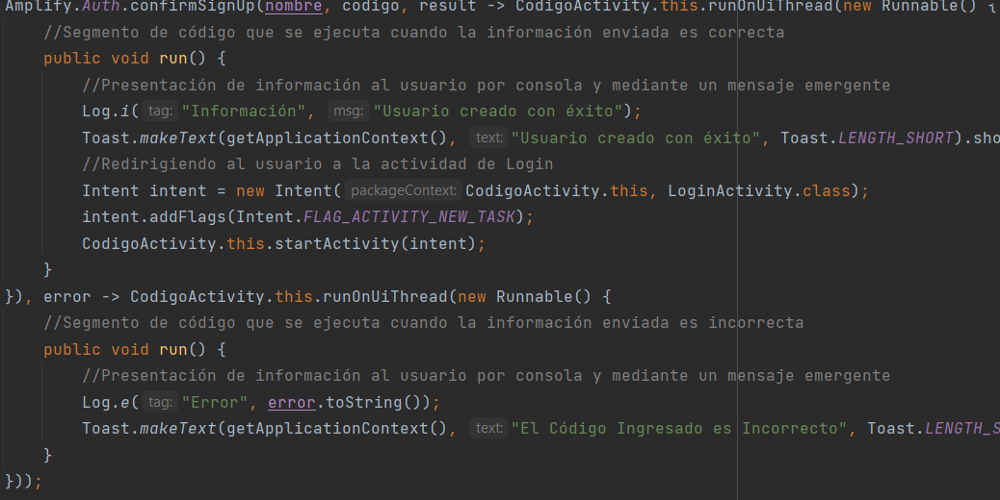 Amplify.Auth.confirmSignUp(nombre, codigo, result -> CodigoActivity.this.runOnUiThread(new Runnable() {
//Segmento de código que se ejecuta cuando la información enviada es correcta
public void run() {
//Presentación de información al usuario por consola y mediante un mensaje emergente
Log.i( tag: "Información", msg: "Usuario creado con éxito");
Toast.makeText(getApplicationContext(), text: "Usuario creado con éxito", Toast.LENGTH_SHORT).sho
//Redirigiendo al usuario a la actividad de Login
Intent intent = new Intent( packageContext: CodigoActivity.this, LoginActivity.class);
intent.addFlags(Intent.FLAG_ACTIVITY_NEW_TASK);
CodigoActivity.this.startActivity(intent);
}
}), error -> CodigoActivity.this.runOnUiThread(new Runnable() {
//Segmento de código que se ejecuta cuando la información enviada es incorrecta
public void run() {
//Presentación de información al usuario por consola y mediante un mensaje emergente
Log.e( tag: "Error", error.toString());
Toast.makeText(getApplicationContext(), text: "El Código Ingresado es Incorrecto", Toast.LENGTH_S
}
}));